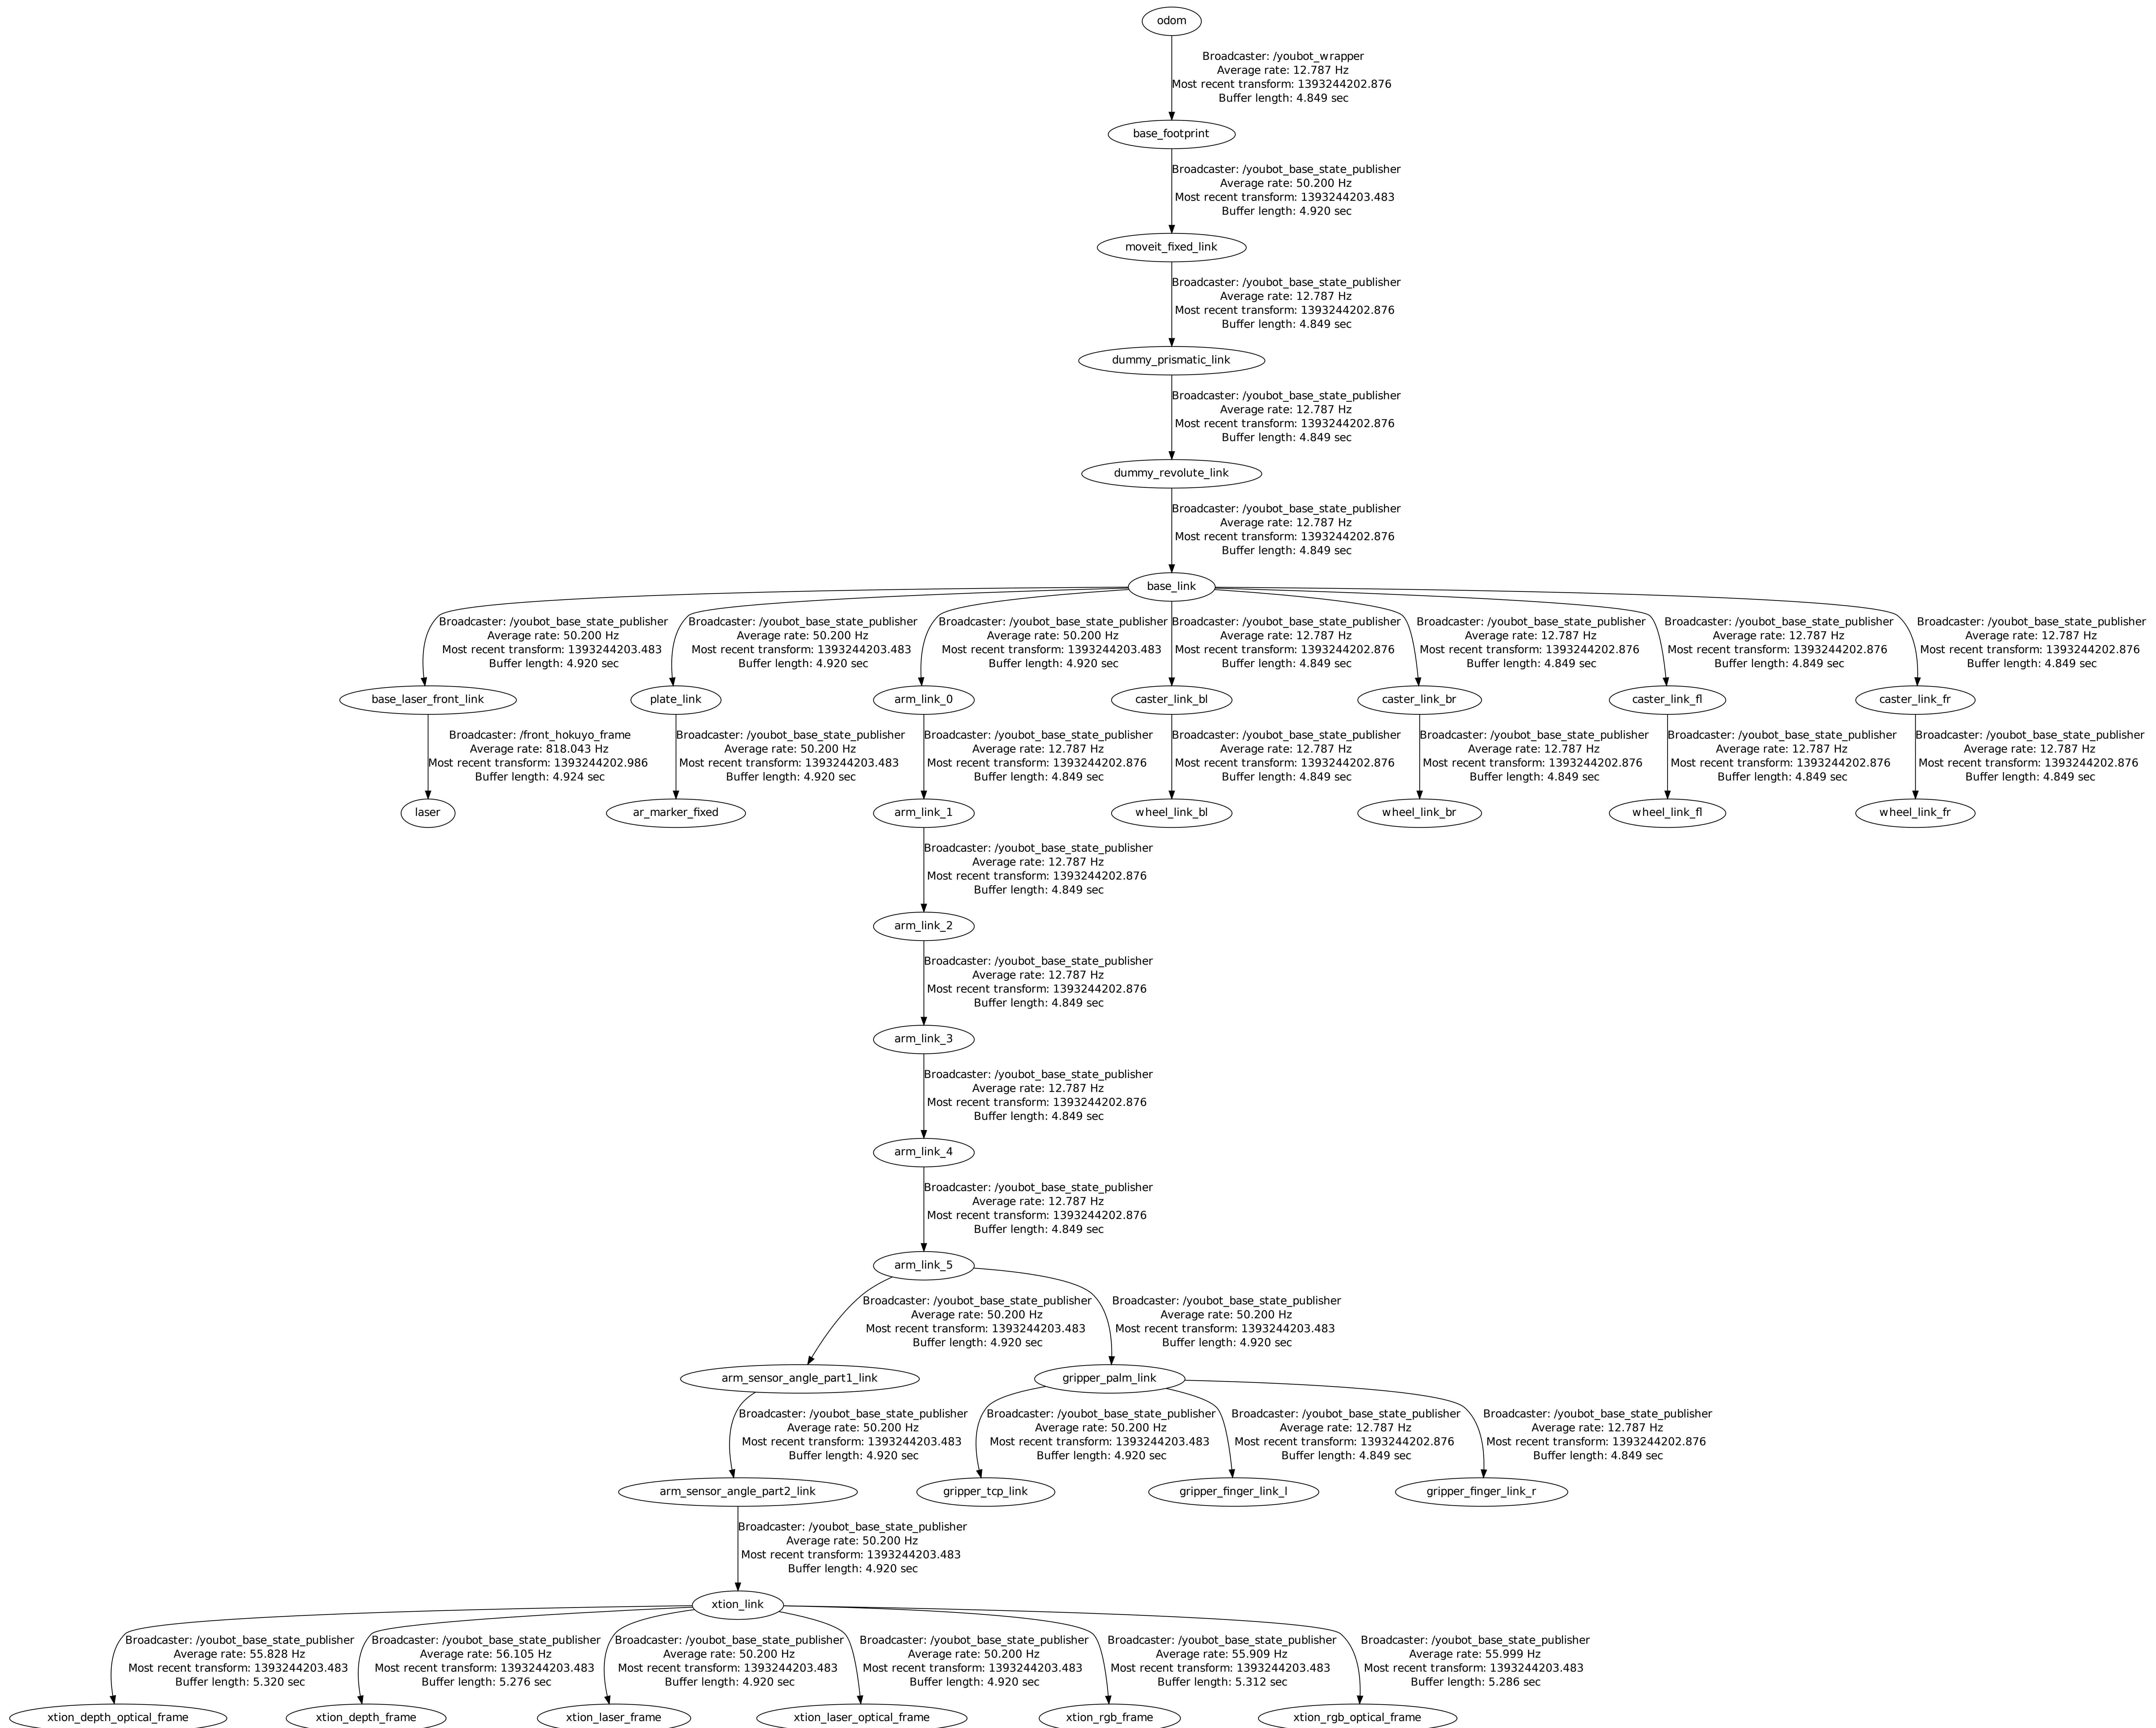 odom
Broadcaster: /youbot_wrapper
Average rate: 12.787 Hz
Most recent transform: 1393244202.876
Buffer length: 4.849 sec
base_footprint
Broadcaster: /youbot_base_state_publisher
Average rate: 50.200 Hz
Most recent transform: 1393244203.483
Buffer length: 4.920 sec
moveit_fixed_link
Broadcaster: /youbot_base_state_publisher
Average rate: 12.787 Hz
Most recent transform: 1393244202.876
Buffer length: 4.849 sec
dummy_prismatic_link
Broadcaster: /youbot_base_state_publisher
Average rate: 12.787 Hz
Most recent transform: 1393244202.876
Buffer length: 4.849 sec
dummy_revolute_link
Broadcaster: /youbot_base_state_publisher
Average rate: 12.787 Hz
Most recent transform: 1393244202.876
Buffer length: 4.849 sec
base_link
Broadcaster: /youbot_base_state_publisher
Average rate: 50.200 Hz
Most recent transform: 1393244203.483
Buffer length: 4.920 sec
Broadcaster: /youbot_base_state_publisher
Average rate: 50.200 Hz
Most recent transform: 1393244203.483
Buffer length: 4.920 sec
Broadcaster: /youbot_base_state_publisher
Average rate: 50.200 Hz
Most recent transform: 1393244203.483
Buffer length: 4.920 sec
Broadcaster: /youbot_base_state_publisher
Average rate: 12.787 Hz
Most recent transform: 1393244202.876
Buffer length: 4.849 sec
Broadcaster: /youbot_base_state_publisher
Average rate: 12.787 Hz
Most recent transform: 1393244202.876
Buffer length: 4.849 sec
Broadcaster: /youbot_base_state_publisher
Average rate: 12.787 Hz
Most recent transform: 1393244202.876
Buffer length: 4.849 sec
Broadcaster: /youbot_base_state_publisher
Average rate: 12.787 Hz
Most recent transform: 1393244202.876
Buffer length: 4.849 sec
base_laser_front_link
plate_link
arm_link_0
caster_link_bl
caster_link_br
caster_link_fl
caster_link_fr
Broadcaster: /front_hokuyo_frame
Average rate: 818.043 Hz
Most recent transform: 1393244202.986
Buffer length: 4.924 sec
Broadcaster: /youbot_base_state_publisher
Average rate: 50.200 Hz
Most recent transform: 1393244203.483
Buffer length: 4.920 sec
Broadcaster: /youbot_base_state_publisher
Average rate: 12.787 Hz
Most recent transform: 1393244202.876
Buffer length: 4.849 sec
Broadcaster: /youbot_base_state_publisher
Average rate: 12.787 Hz
Most recent transform: 1393244202.876
Buffer length: 4.849 sec
Broadcaster: /youbot_base_state_publisher
Average rate: 12.787 Hz
Most recent transform: 1393244202.876
Buffer length: 4.849 sec
Broadcaster: /youbot_base_state_publisher
Average rate: 12.787 Hz
Most recent transform: 1393244202.876
Buffer length: 4.849 sec
Broadcaster: /youbot_base_state_publisher
Average rate: 12.787 Hz
Most recent transform: 1393244202.876
Buffer length: 4.849 sec
laser
ar_marker_fixed
arm_link_1
wheel_link_bl
wheel_link_br
wheel_link_fl
wheel_link_fr
Broadcaster: /youbot_base_state_publisher
Average rate: 12.787 Hz
Most recent transform: 1393244202.876
Buffer length: 4.849 sec
arm_link_2
Broadcaster: /youbot_base_state_publisher
Average rate: 12.787 Hz
Most recent transform: 1393244202.876
Buffer length: 4.849 sec
arm_link_3
Broadcaster: /youbot_base_state_publisher
Average rate: 12.787 Hz
Most recent transform: 1393244202.876
Buffer length: 4.849 sec
arm_link_4
Broadcaster: /youbot_base_state_publisher
Average rate: 12.787 Hz
Most recent transform: 1393244202.876
Buffer length: 4.849 sec
arm_link_5
Broadcaster: /youbot_base_state_publisher
Average rate: 50.200 Hz
Most recent transform: 1393244203.483
Buffer length: 4.920 sec
Broadcaster: /youbot_base_state_publisher
Average rate: 50.200 Hz
Most recent transform: 1393244203.483
Buffer length: 4.920 sec
arm_sensor_angle_part1_link
gripper_palm_link
Broadcaster: /youbot_base_state_publisher
Average rate: 50.200 Hz
Most recent transform: 1393244203.483
Buffer length: 4.920 sec
Broadcaster: /youbot_base_state_publisher
Average rate: 50.200 Hz
Most recent transform: 1393244203.483
Buffer length: 4.920 sec
Broadcaster: /youbot_base_state_publisher
Average rate: 12.787 Hz
Most recent transform: 1393244202.876
Buffer length: 4.849 sec
Broadcaster: /youbot_base_state_publisher
Average rate: 12.787 Hz
Most recent transform: 1393244202.876
Buffer length: 4.849 sec
arm_sensor_angle_part2_link
gripper_tcp_link
gripper_finger_link_l
gripper_finger_link_r
Broadcaster: /youbot_base_state_publisher
Average rate: 50.200 Hz
Most recent transform: 1393244203.483
Buffer length: 4.920 sec
xtion_link
Broadcaster: /youbot_base_state_publisher
Average rate: 55.828 Hz
Most recent transform: 1393244203.483
Buffer length: 5.320 sec
Broadcaster: /youbot_base_state_publisher
Average rate: 56.105 Hz
Most recent transform: 1393244203.483
Buffer length: 5.276 sec
Broadcaster: /youbot_base_state_publisher
Average rate: 50.200 Hz
Most recent transform: 1393244203.483
Buffer length: 4.920 sec
Broadcaster: /youbot_base_state_publisher
Average rate: 50.200 Hz
Most recent transform: 1393244203.483
Buffer length: 4.920 sec
Broadcaster: /youbot_base_state_publisher
Average rate: 55.909 Hz
Most recent transform: 1393244203.483
Buffer length: 5.312 sec
Broadcaster: /youbot_base_state_publisher
Average rate: 55.999 Hz
Most recent transform: 1393244203.483
Buffer length: 5.286 sec
xtion_depth_optical_frame
xtion_depth_frame
xtion_laser_frame
xtion_laser_optical_frame
xtion_rgb_frame
xtion_rgb_optical_frame